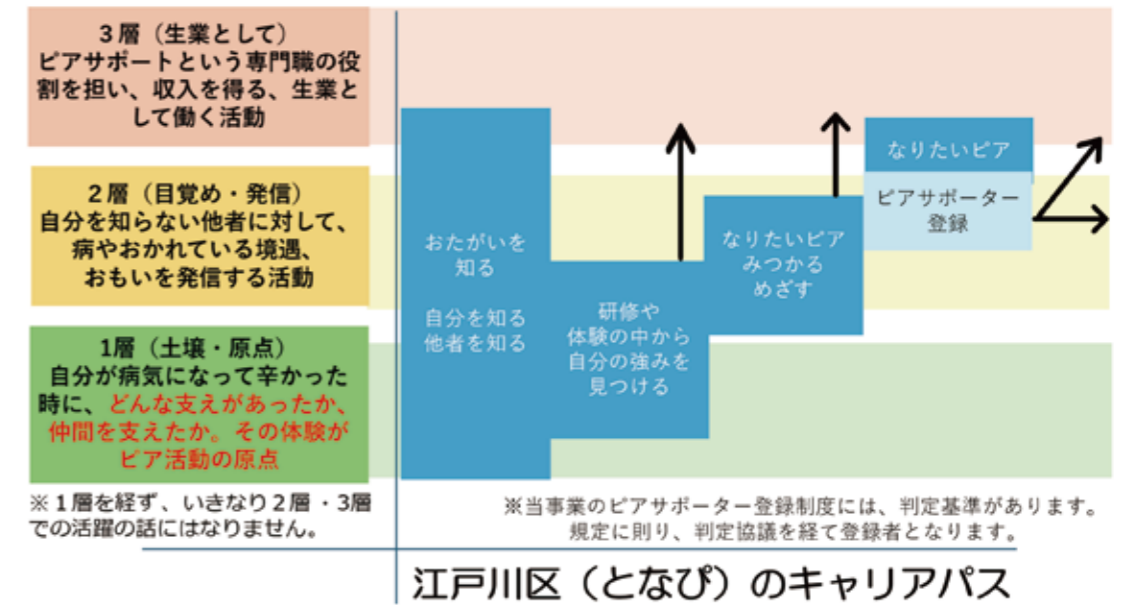 3層（生業として）
ピアサポートという専門職の役
割を担い、収入を得る、生業と
して働く活動
2層（目覚め・発信）
自分を知らない他者に対して、
病やおかれている境遇、
おもいを発信する活動
1層（土壌・原点）
自分が病気になって辛かった
時に、どんな支えがあったか、
仲間を支えたか。その体験が
ピア活動の原点
※１層を経ず、いきなり２層・3層
での活躍の話にはなりません。
おたがいを
知る
自分を知る
他者を知る
研修や
体験の中から
自分の強みを
見つける
なりたいピア
みつかる
めざす
なりたいピア
ピアサポーター
登録
※当事業のピアサポーター登録制度には、判定基準があります。
規定に則り、判定協議を経て登録者となります。
江戸川区（となぴ）のキャリアパス